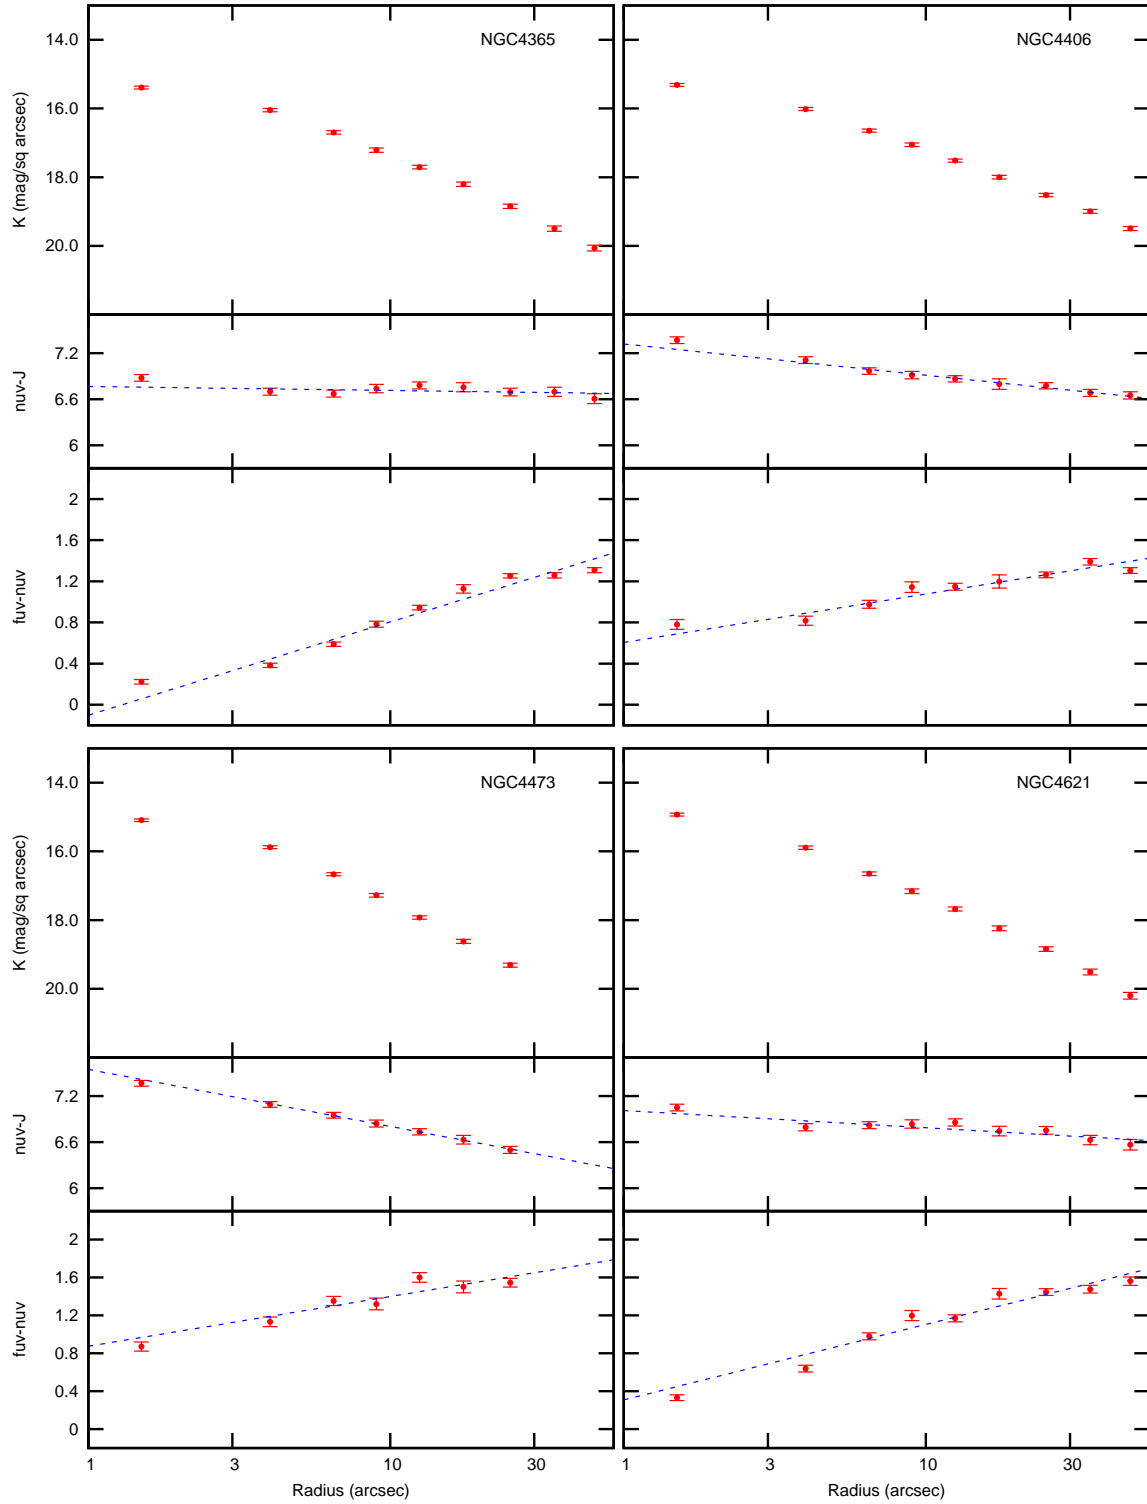 NGC4365
NGC4406
14.0
16.0
18.0
20.0
K (mag/sq arcsec)
7.2
6.6
6
nuv-J
2
1.6
1.2
0.8
0.4
0
fuv-nuv
NGC4473
NGC4621
14.0
16.0
18.0
20.0
K (mag/sq arcsec)
7.2
6.6
6
nuv-J
2
1.6
1.2
0.8
0.4
0
fuv-nuv
1 3 10 30 1 3 10 30
Radius (arcsec) Radius (arcsec)